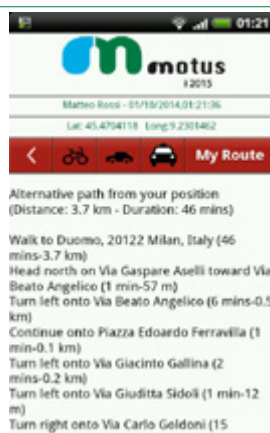 01:21
motus
i2015
Matteo Rossi - 01/10/2014,01:21:36
Lat: 45.4704118 Long:9.2301462
My Route
Alternative path from your position
(Distance: 3.7 km - Duration: 46 mins)
Walk to Duomo, 20122 Milan, Italy (46
mins-3.7 km)
Head north on Via Gaspare Aselli toward Via
Beato Angelico (1 min-57 m)
Turn left onto Via Beato Angelico (6 mins-0.5
km)
Continue onto Piazza Edoardo Ferravilla (1
min-0.1 km)
Turn left onto Via Giacinto Gallina (2
mins-0.2 km)
Turn left onto Via Giuditta Sidoli (1 min-12
m)
Turn right onto Via Carlo Goldoni (15